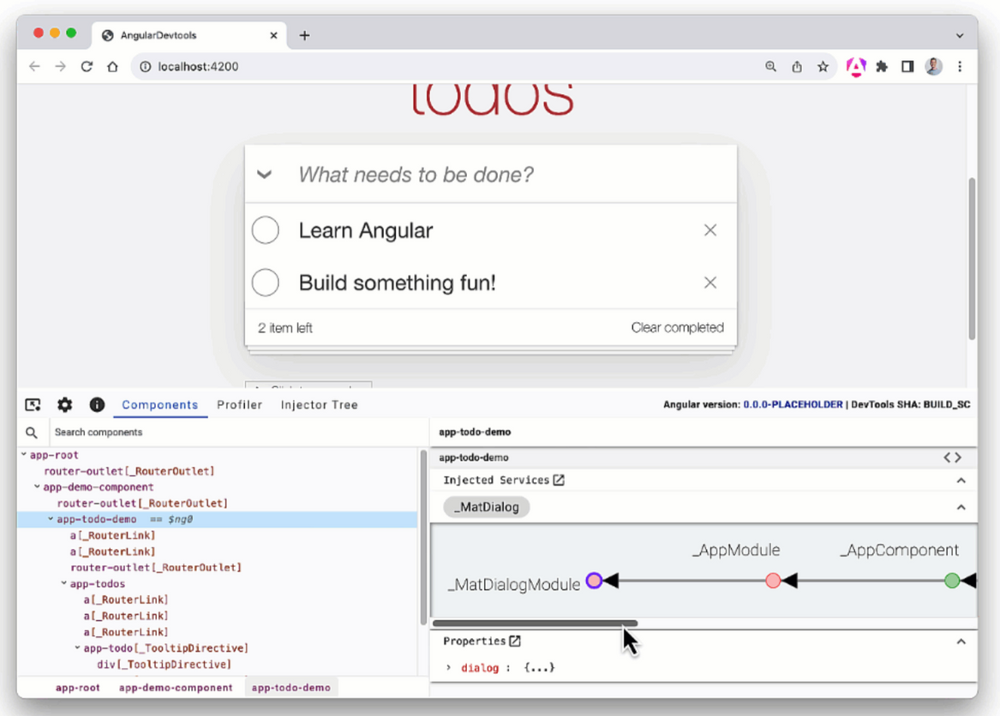 AngularDevtools
localhost:4200
todos
What needs to be done?
Learn Angular
Build something fun!
2 item left
Clear completed
Components Profiler Injector Tree
Angular version: 0.0.0-PLACEHOLDER | DevTools SHA: BUILD_SC
Search components
app-root
router-outlet[_RouterOutlet]
app-demo-component
router-outlet[_RouterOutlet]
app-todo-demo == $ng0
a[_RouterLink]
a[_RouterLink]
router-outlet[_RouterOutlet]
app-todos
a[_RouterLink]
a[_RouterLink]
a[_RouterLink]
app-todo[_TooltipDirective]
div[_TooltipDirective]
app-root app-demo-component app-todo-demo
app-todo-demo
app-todo-demo
Injected Services
_MatDialog
_AppModule _AppComponent
_MatDialogModule
Properties
dialog : {...}